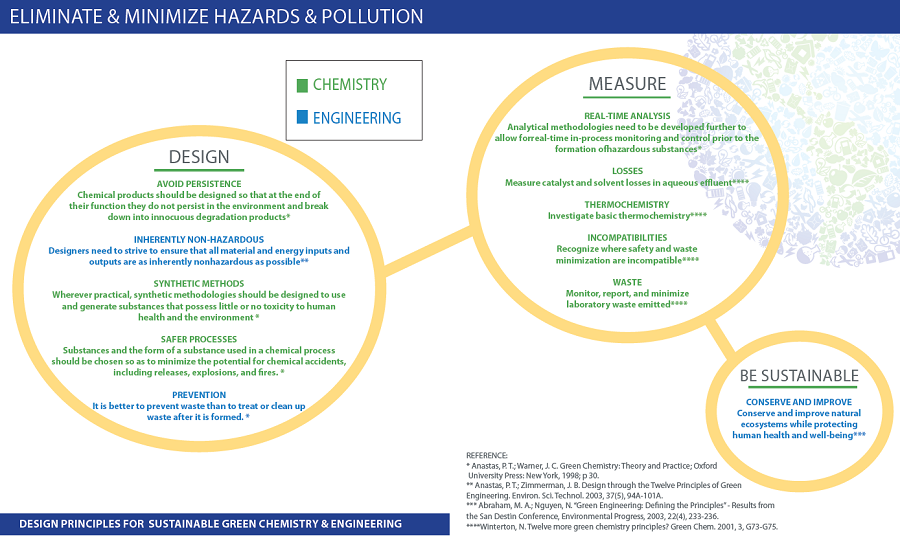 ELIMINATE & MINIMIZE HAZARDS & POLLUTION
CHEMISTRY
ENGINEERING
DESIGN
AVOID PERSISTENCE
Chemical products should be designed so that at the end of
their function they do not persist in the environment and break
down into innocuous degradation products*
INHERENTLY NON-HAZARDOUS
Designers need to strive to ensure that all material and energy inputs and
outputs are as inherently nonhazardous as possible**
SYNTHETIC METHODS
Wherever practical, synthetic methodologies should be designed to use
and generate substances that possess little or no toxicity to human
health and the environment *
SAFER PROCESSES
Substances and the form of a substance used in a chemical process
should be chosen so as to minimize the potential for chemical accidents,
including releases, explosions, and fires. *
PREVENTION
It is better to prevent waste than to treat or clean up
waste after it is formed. *
MEASURE
REAL-TIME ANALYSIS
Analytical methodologies need to be developed further to
allow forreal-time in-process monitoring and control prior to the
formation ofhazardous substances*
LOSSES
Measure catalyst and solvent losses in aqueous effluent****
THERMOCHEMISTRY
Investigate basic thermochemistry****
INCOMPATIBILITIES
Recognize where safety and waste
minimization are incompatible****
WASTE
Monitor, report, and minimize
laboratory waste emitted****
BE SUSTAINABLE
CONSERVE AND IMPROVE
Conserve and improve natural
ecosystems while protecting
human health and well-being***
REFERENCE:
* Anastas, P. T.; Warner, J. C. Green Chemistry: Theory and Practice; Oxford
University Press: New York, 1998; p 30.
** Anastas, P. T.; Zimmerman, J. B. Design through the Twelve Principles of Green
Engineering. Environ. Sci. Technol. 2003, 37(5), 94A-101A.
*** Abraham, M. A.; Nguyen, N. "Green Engineering: Defining the Principles" - Results from
the San Destin Conference, Environmental Progress, 2003, 22(4), 233-236.
****Winterton, N. Twelve more green chemistry principles? Green Chem. 2001, 3, G73-G75.
DESIGN PRINCIPLES FOR SUSTAINABLE GREEN CHEMISTRY & ENGINEERING